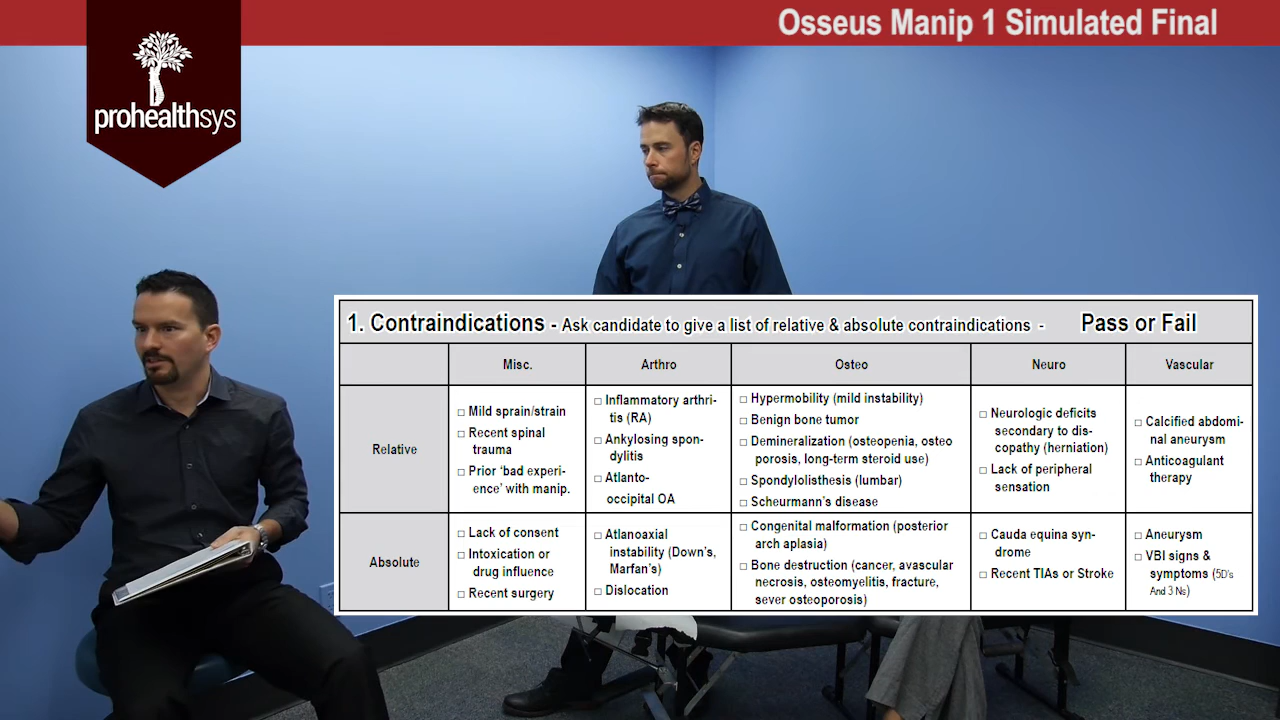 Osseus Manip 1 Simulated Final
prohealthsys
1. Contraindications - Ask candidate to give a list of relative & absolute contraindications - Pass or Fail
Misc. Arthro Osteo Neuro Vascular
Relative
□ Mild sprain/strain
□ Recent spinal
trauma
□ Prior ‘bad experi-
ence’ with manip.
□ Inflammatory arthri-
tis (RA)
□ Ankylosing spon-
dylitis
□ Atlanto-
occipital OA
□ Hypermobility (mild instability)
□ Benign bone tumor
□ Demineralization (osteopenia, osteo
porosis, long-term steroid use)
□ Spondylolisthesis (lumbar)
□ Scheurmann’s disease
□ Neurologic deficits
secondary to dis-
copathy (herniation)
□ Lack of peripheral
sensation
□ Calcified abdomi-
nal aneurysm
□ Anticoagulant
therapy
Absolute
□ Lack of consent
□ Intoxication or
drug influence
□ Recent surgery
□ Atlanoaxial
instability (Down’s,
Marfan’s)
□ Dislocation
□ Congenital malformation (posterior
arch aplasia)
□ Bone destruction (cancer, avascular
necrosis, osteomyelitis, fracture,
sever osteoporosis)
□ Cauda equina syn-
drome
□ Recent TIAs or Stroke
□ Aneurysm
□ VBI signs &
symptoms (5D’s
And 3 Ns)